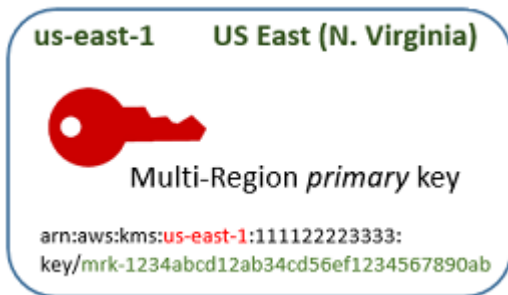 us-east-1 US East (N. Virginia)
Multi-Region primary key
arn:aws:kms:us-east-1:111122223333:
key/mrk-1234abcd12ab34cd56ef1234567890ab